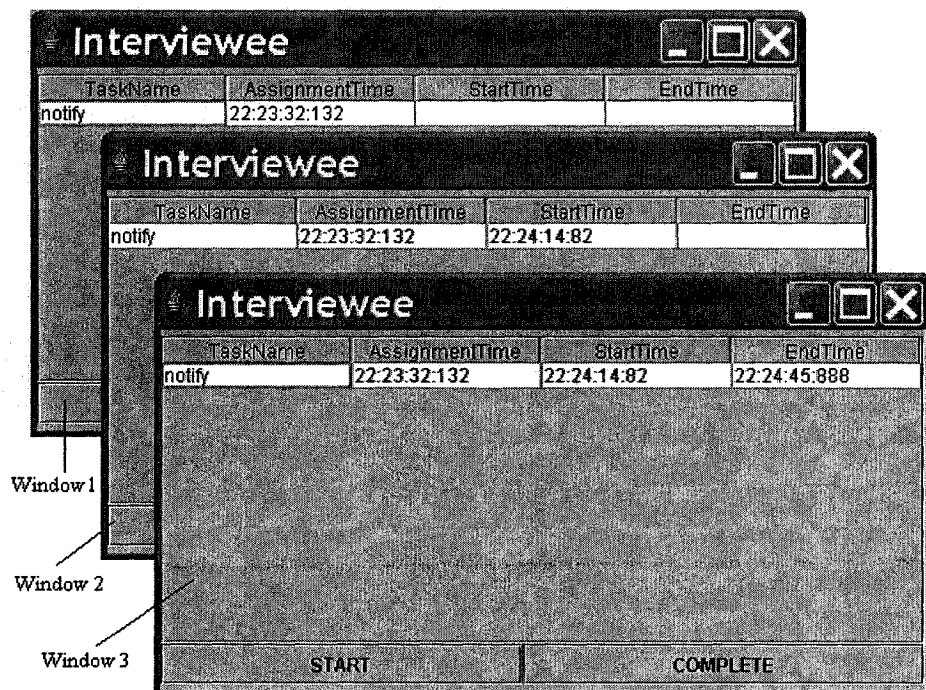 Interviewee
TaskName AssignmentTime StartTime EndTime
notify 22:23:32:132
Interviewee
TaskName AssignmentTime StartTime EndTime
notify 22:23:32:132 22:24:14:82
Interviewee
TaskName AssignmentTime StartTime EndTime
notify 22:23:32:132 22:24:14:82 22:24:45:888
START COMPLETE
Window 1
Window 2
Window 3